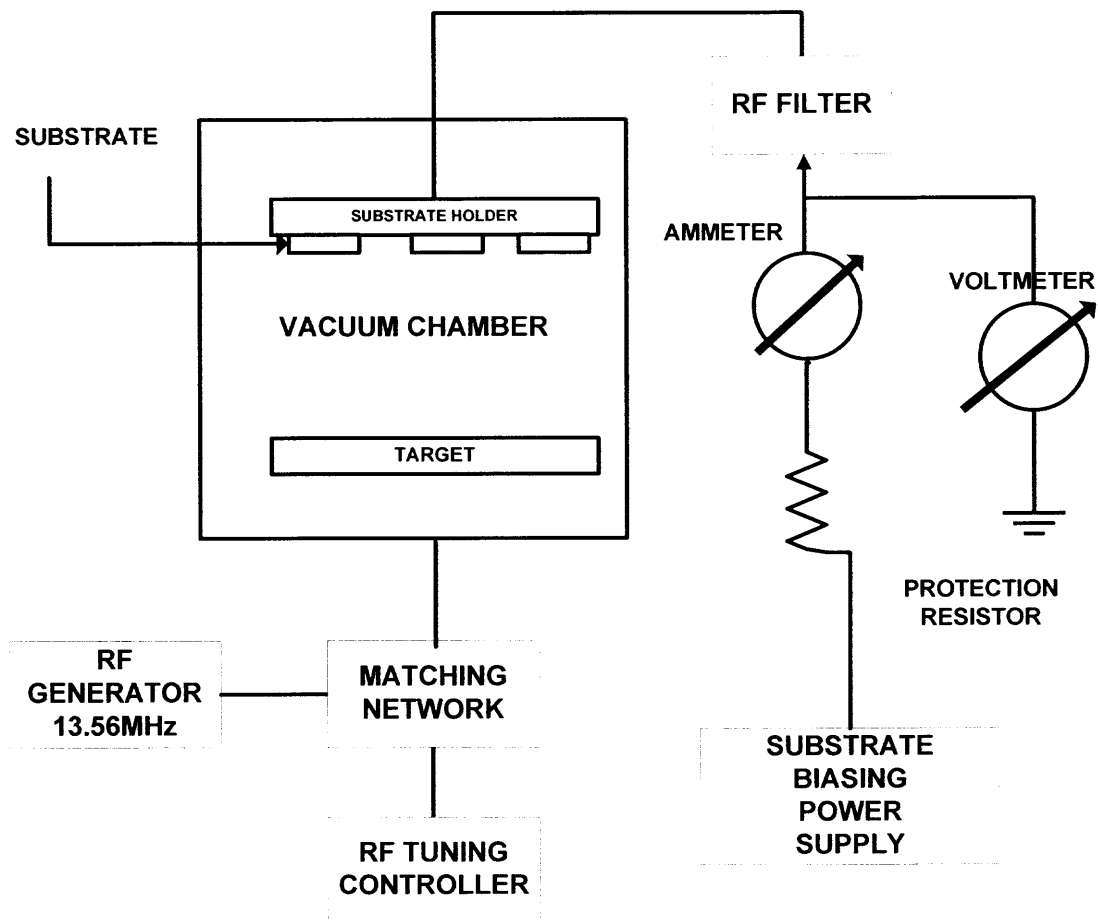 RF FILTER
SUBSTRATE
SUBSTRATE HOLDER
AMMETER
VOLTMETER
VACUUM CHAMBER
TARGET
PROTECTION
RESISTOR
RF
GENERATOR
13.56MHz
MATCHING
NETWORK
SUBSTRATE
BIASING
POWER
SUPPLY
RF TUNING
CONTROLLER